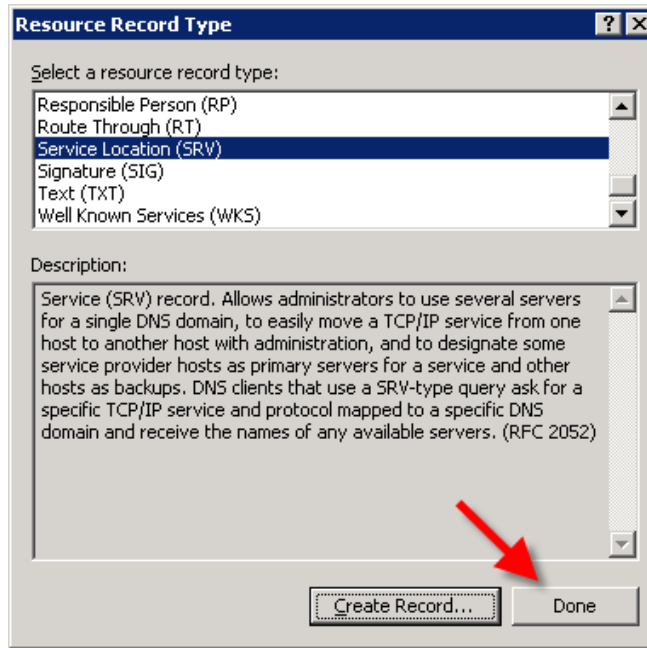 Resource Record Type
Select a resource record type:
Responsible Person (RP)
Route Through (RT)
Service Location (SRV)
Signature (SIG)
Text (TXT)
Well Known Services (WKS)
Description:
Service (SRV) record. Allows administrators to use several servers
for a single DNS domain, to easily move a TCP/IP service from one
host to another host with administration, and to designate some
service provider hosts as primary servers for a service and other
hosts as backups. DNS clients that use a SRV-type query ask for a
specific TCP/IP service and protocol mapped to a specific DNS
domain and receive the names of any available servers. (RFC 2052)
Create Record... Done